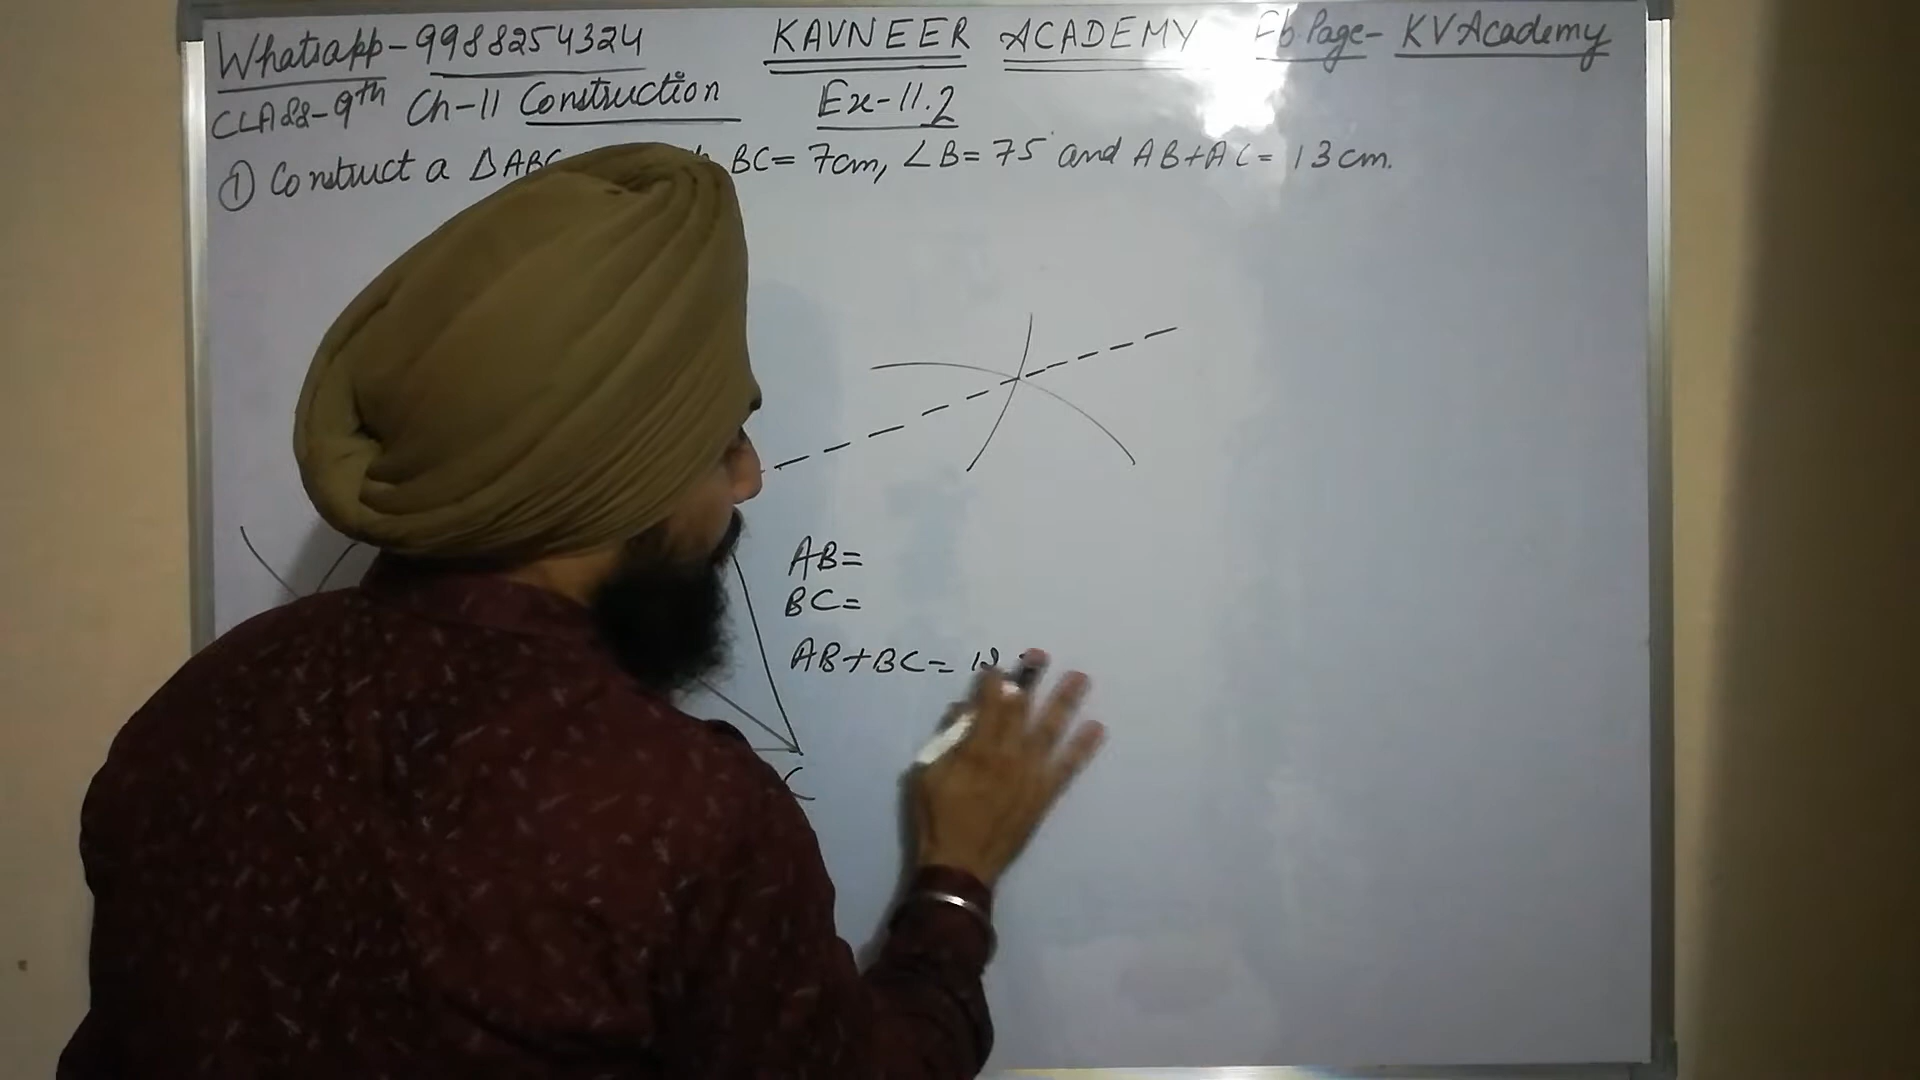 Whatsapp-9988254324 KAVNEER ACADEMY Fb Page- KVAcademy
CLASS-9th Ch-11 Construction Ex-11.2
① Construct a ΔABC BC= 7cm, ∠B= 75° and AB+AC= 13cm.
AB=
BC=
AB+BC=
C